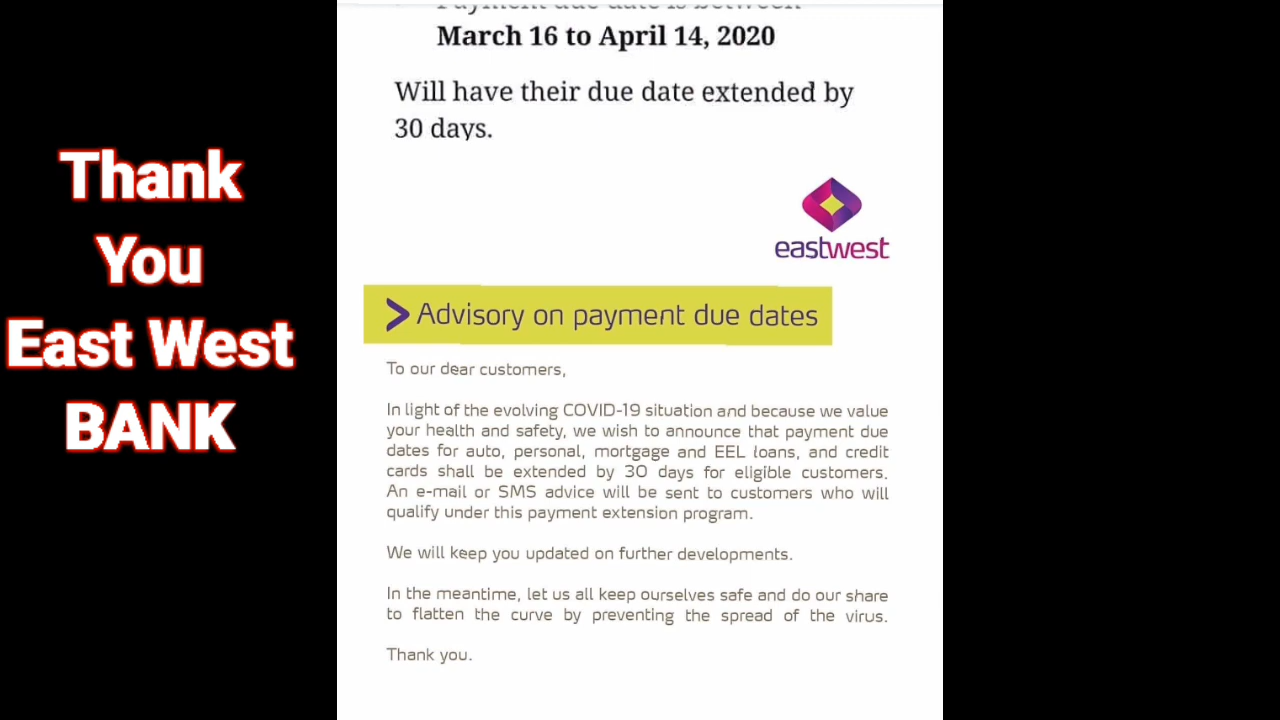 Thank
You
East West
BANK
Payment due date is between
March 16 to April 14, 2020
Will have their due date extended by
30 days.
eastwest
Advisory on payment due dates
To our dear customers,
In light of the evolving COVID-19 situation and because we value
your health and safety, we wish to announce that payment due
dates for auto, personal, mortgage and EEL loans, and credit
cards shall be extended by 30 days for eligible customers.
An e-mail or SMS advice will be sent to customers who will
qualify under this payment extension program.
We will keep you updated on further developments.
In the meantime, let us all keep ourselves safe and do our share
to flatten the curve by preventing the spread of the virus.
Thank you.